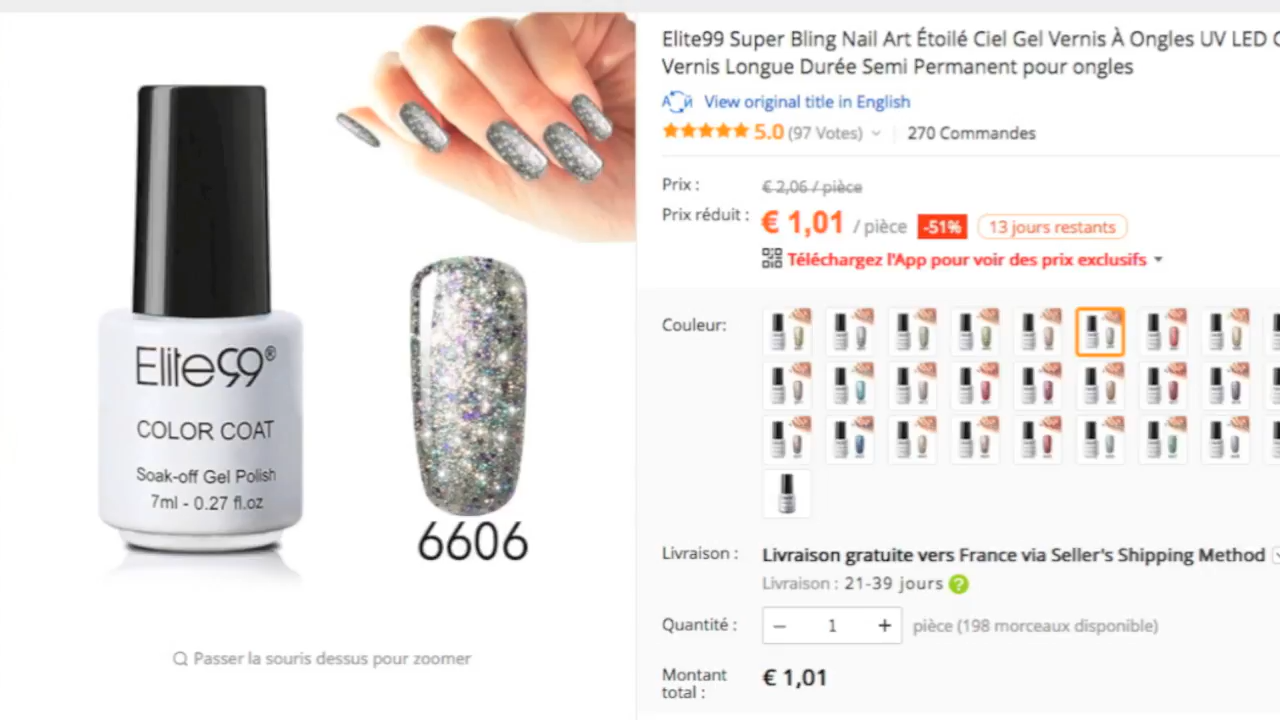 Elite99®
COLOR COAT
Soak-off Gel Polish
7ml - 0.27 fl.oz
6606
Passer la souris dessus pour zoomer
Elite99 Super Bling Nail Art Étoilé Ciel Gel Vernis À Ongles UV LED
Vernis Longue Durée Semi Permanent pour ongles
View original title in English
5.0 (97 Votes) 270 Commandes
Prix : € 2,06 / pièce
Prix réduit : € 1,01 / pièce -51% 13 jours restants
Téléchargez l'App pour voir des prix exclusifs
Couleur:
Livraison : Livraison gratuite vers France via Seller's Shipping Method
Livraison : 21-39 jours ?
Quantité : − 1 + pièce (198 morceaux disponible)
Montant
total : € 1,01